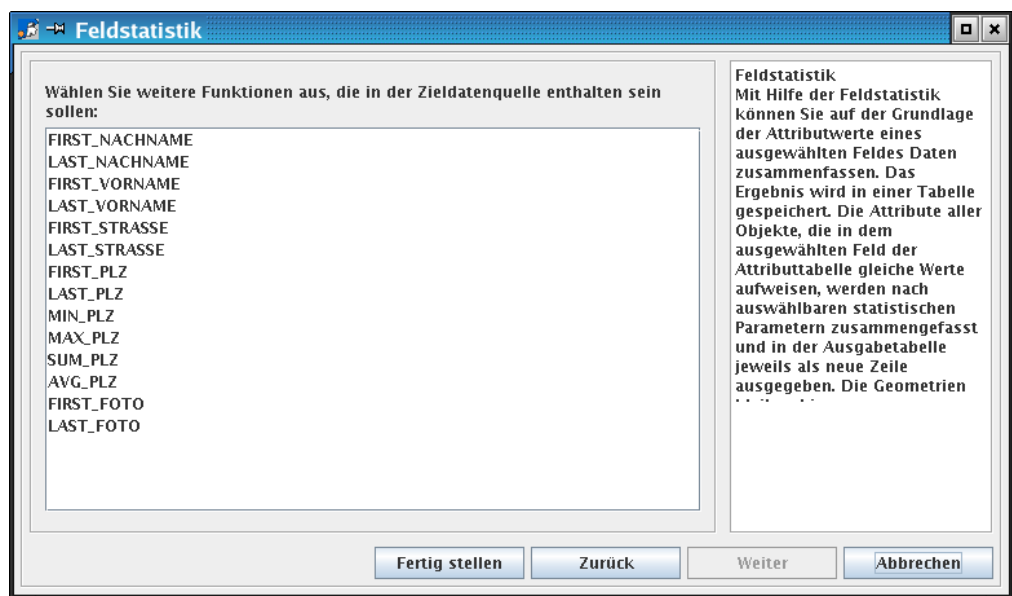 Feldstatistik
Wählen Sie weitere Funktionen aus, die in der Zieldatenquelle enthalten sein
sollen:
FIRST_NACHNAME
LAST_NACHNAME
FIRST_VORNAME
LAST_VORNAME
FIRST_STRASSE
LAST_STRASSE
FIRST_PLZ
LAST_PLZ
MIN_PLZ
MAX_PLZ
SUM_PLZ
AVG_PLZ
FIRST_FOTO
LAST_FOTO
Feldstatistik
Mit Hilfe der Feldstatistik
können Sie auf der Grundlage
der Attributwerte eines
ausgewählten Feldes Daten
zusammenfassen. Das
Ergebnis wird in einer Tabelle
gespeichert. Die Attribute aller
Objekte, die in dem
ausgewählten Feld der
Attributtabelle gleiche Werte
aufweisen, werden nach
auswählbaren statistischen
Parametern zusammengefasst
und in der Ausgabetabelle
jeweils als neue Zeile
ausgegeben. Die Geometrien
Fertig stellen
Zurück
Weiter
Abbrechen